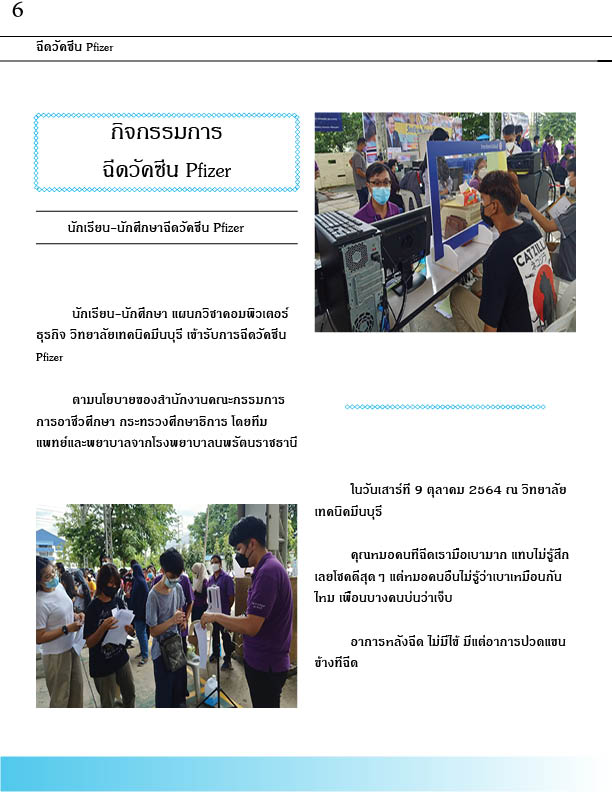 6
ฉีดวัคซีน Pfizer
กิจกรรมการ
ฉีดวัคซีน Pfizer
นักเรียน-นักศึกษาฉีดวัคซีน Pfizer
นักเรียน-นักศึกษา แผนกวิชาคอมพิวเตอร์
ธุรกิจ วิทยาลัยเทคนิคมีนบุรี เข้ารับการฉีดวัคซีน
Pfizer
ตามนโยบายของสำนักงานคณะกรรมการ
การอาชีวศึกษา กระทรวงศึกษาธิการ โดยทีม
แพทย์และพยาบาลจากโรงพยาบาลนพรัตนราชธานี
CATZILLA
ในวันเสาร์ที่ 9 ตุลาคม 2564 ณ วิทยาลัย
เทคนิคมีนบุรี
คุณหมอคนที่ฉีดเรามือเบามาก แทบไม่รู้สึก
เลยโชคดีสุด ๆ แต่หมอคนอื่นไม่รู้ว่าเบาเหมือนกัน
ไหม เพื่อนบางคนบ่นว่าเจ็บ
อาการหลังฉีด ไม่มีไข้ มีแต่อาการปวดแขน
ข้างที่ฉีด